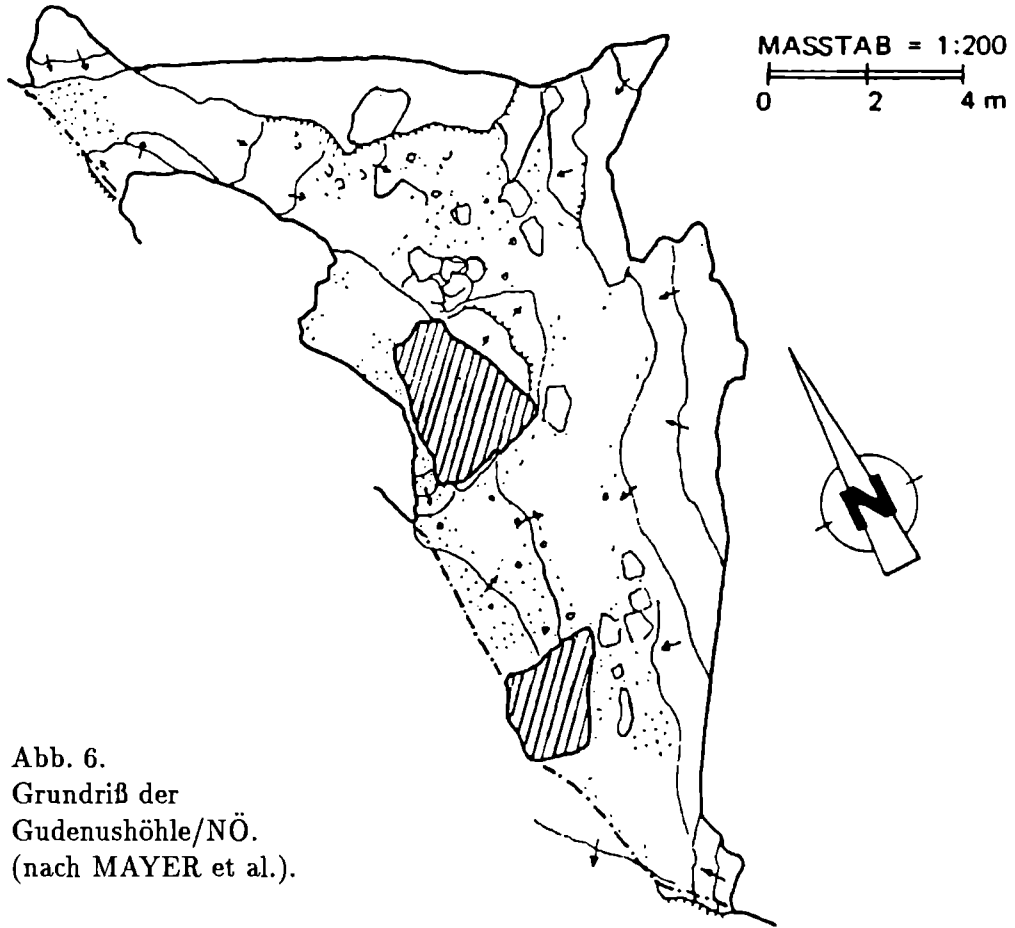 MASSTAB = 1:200
0 2 4 m
N
Abb. 6.
Grundriß der
Gudenushöhle/NÖ.
(nach MAYER et al.).